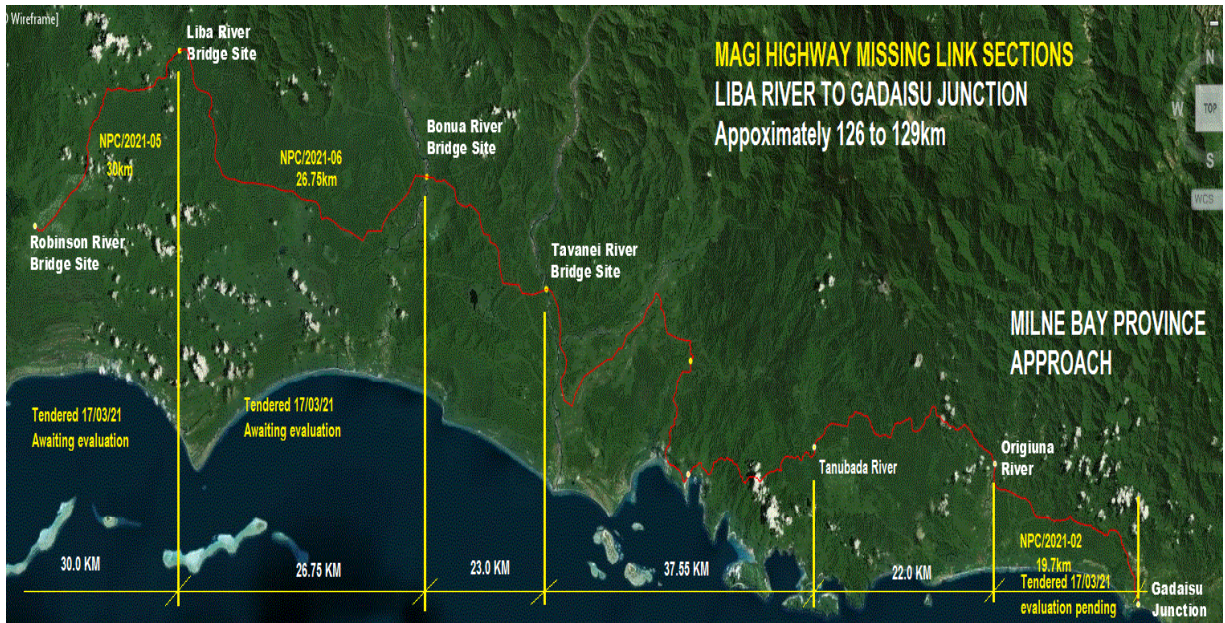 D Wireframe]
Liba River
Bridge Site
MAGI HIGHWAY MISSING LINK SECTIONS
LIBA RIVER TO GADAISU JUNCTION
Appoximately 126 to 129km
N
W
TOP
S
WCS
NPC/2021-05
30km
NPC/2021-06
26.75km
Bonua River
Bridge Site
Robinson River
Bridge Site
Tavanei River
Bridge Site
MILNE BAY PROVINCE
APPROACH
Tendered 17/03/21
Awaiting evaluation
Tendered 17/03/21
Awaiting evaluation
Tanubada River
Origiuna
River
30.0 KM
26.75 KM
23.0 KM
37.55 KM
22.0 KM
NPC/2021-02
19.7km
Tendered 17/03/21
evaluation pending
Gadaisu
Junction